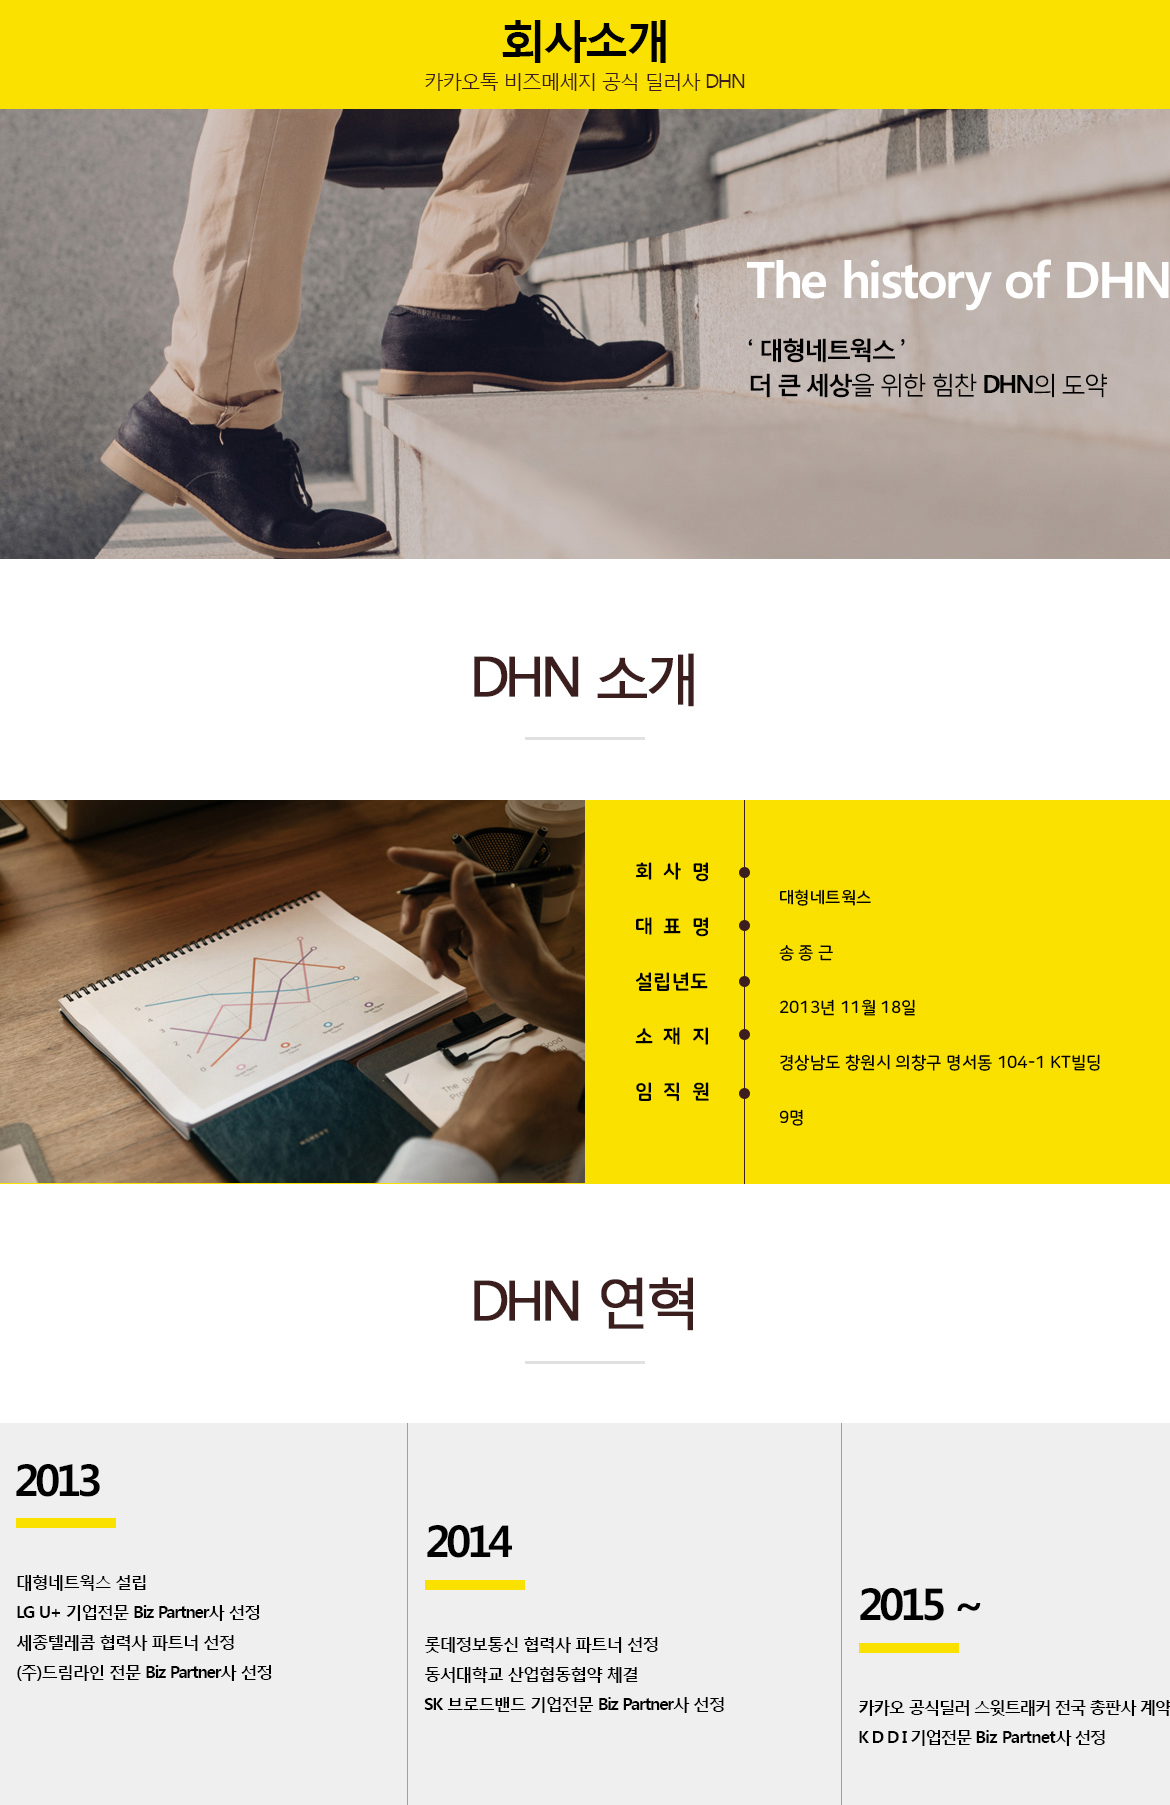 회사소개
카카오톡 비즈메세지 공식 딜러사 DHN
The history of DHN
‘ 대형네트웍스 ’
더 큰 세상을 위한 힘찬 DHN의 도약
DHN 소개
회 사 명
대형네트웍스
대 표 명
송 종 근
설립년도
2013년 11월 18일
소 재 지
경상남도 창원시 의창구 명서동 104-1 KT빌딩
임 직 원
9명
DHN 연혁
2013
대형네트웍스 설립
LG U+ 기업전문 Biz Partner사 선정
세종텔레콤 협력사 파트너 선정
(주)드림라인 전문 Biz Partner사 선정
2014
롯데정보통신 협력사 파트너 선정
동서대학교 산업협동협약 체결
SK 브로드밴드 기업전문 Biz Partner사 선정
2015 ~
카카오 공식딜러 스윗트래커 전국 총판사 계약
K D D I 기업전문 Biz Partnet사 선정